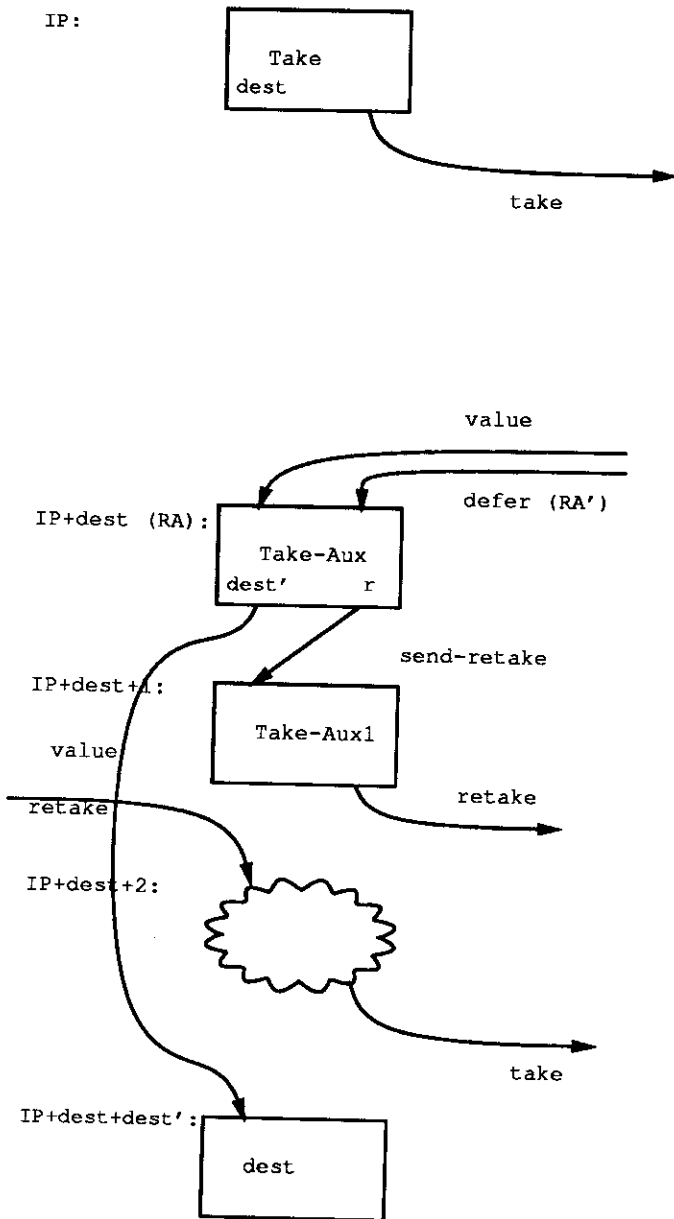 IP:
Take
dest
take
value
defer (RA')
IP+dest (RA):
Take-Aux
dest' r
send-retake
IP+dest+1:
Take-Aux1
value
retake
retake
IP+dest+2:
take
IP+dest+dest':
dest